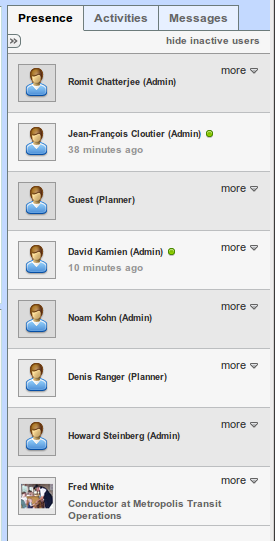 Presence Activities Messages
hide inactive users
more
Romit Chatterjee (Admin)
more
Jean-François Cloutier (Admin)
38 minutes ago
more
Guest (Planner)
more
David Kamien (Admin)
10 minutes ago
more
Noam Kohn (Admin)
more
Denis Ranger (Planner)
more
Howard Steinberg (Admin)
more
Fred White
Conductor at Metropolis Transit
Operations